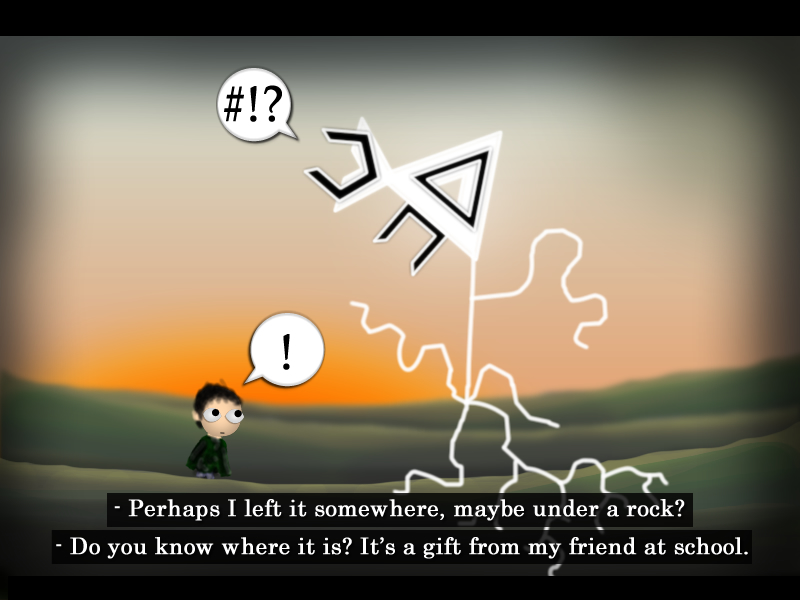 #!?
!
- Perhaps I left it somewhere, maybe under a rock?
- Do you know where it is? It's a gift from my friend at school.